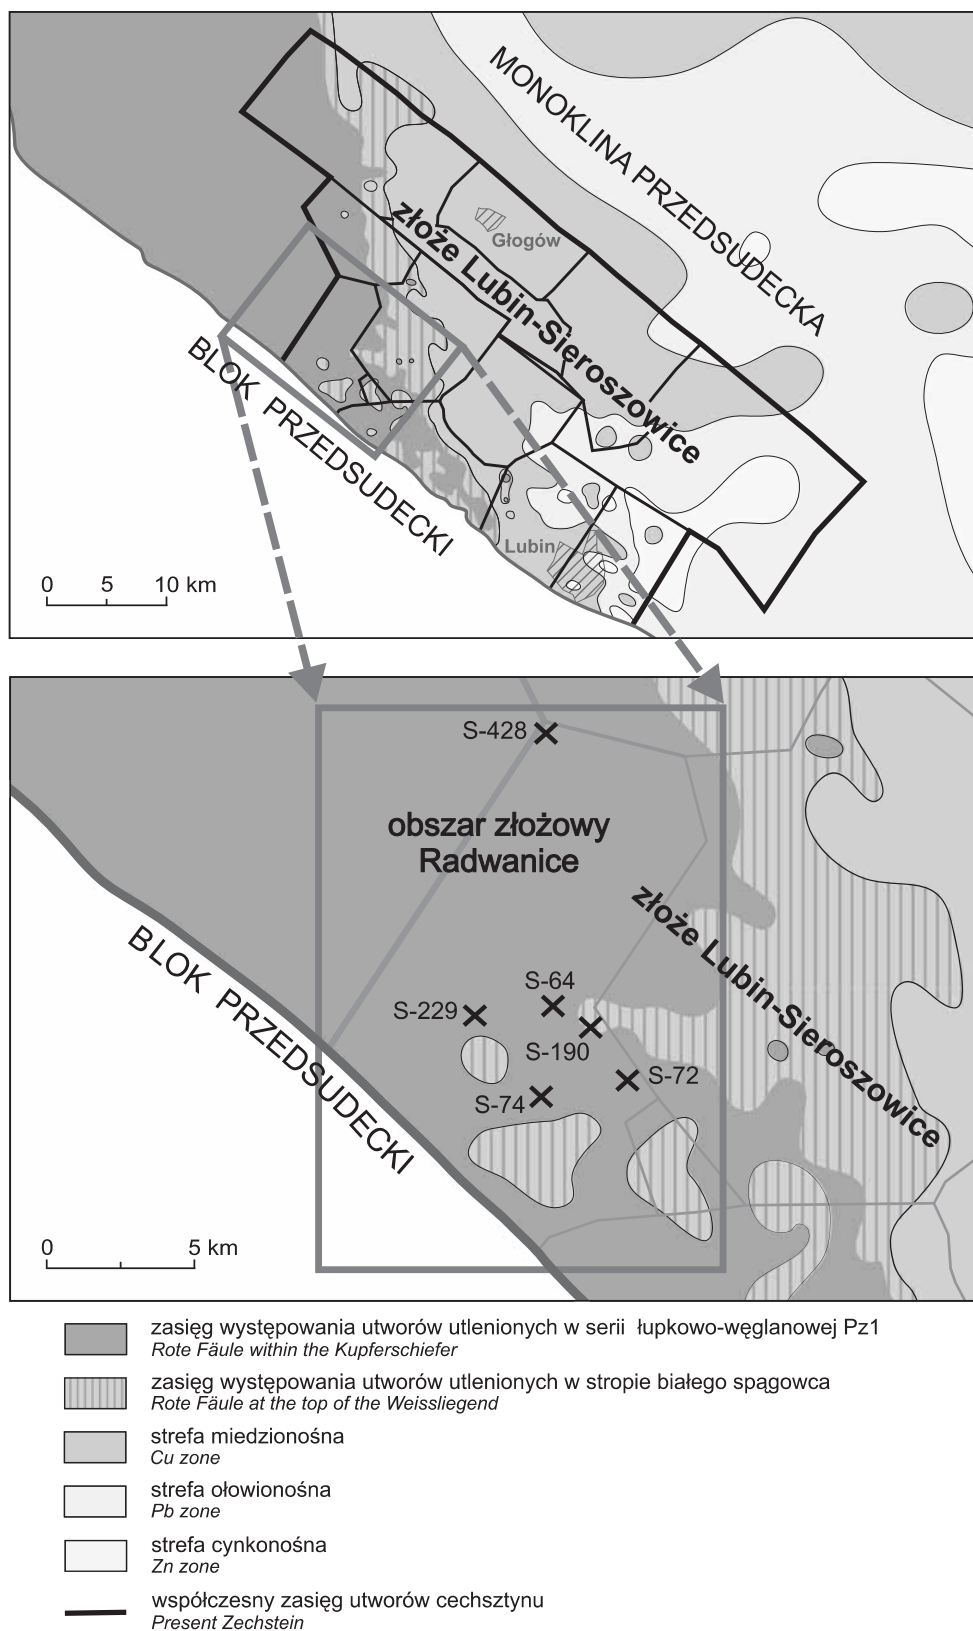 MONOKLINA PRZEDSUDECKA
złoże Lubin-Sieroszowice
Głogów
BLOK PRZEDSUDECKI
Lubin
0 5 10 km
S-428
obszar złożowy
Radwanice
złoże Lubin-Sieroszowice
BLOK PRZEDSUDECKI
S-64
S-229
S-190
S-72
S-74
0 5 km
zasięg występowania utworów utlenionych w serii łupkowo-węglanowej Pz1
Rote Fäule within the Kupferschiefer
zasięg występowania utworów utlenionych w stropie białego spągowca
Rote Fäule at the top of the Weissliegend
strefa miedzionośna
Cu zone
strefa ołowionośna
Pb zone
strefa cynkonośna
Zn zone
współczesny zasięg utworów cechsztynu
Present Zechstein